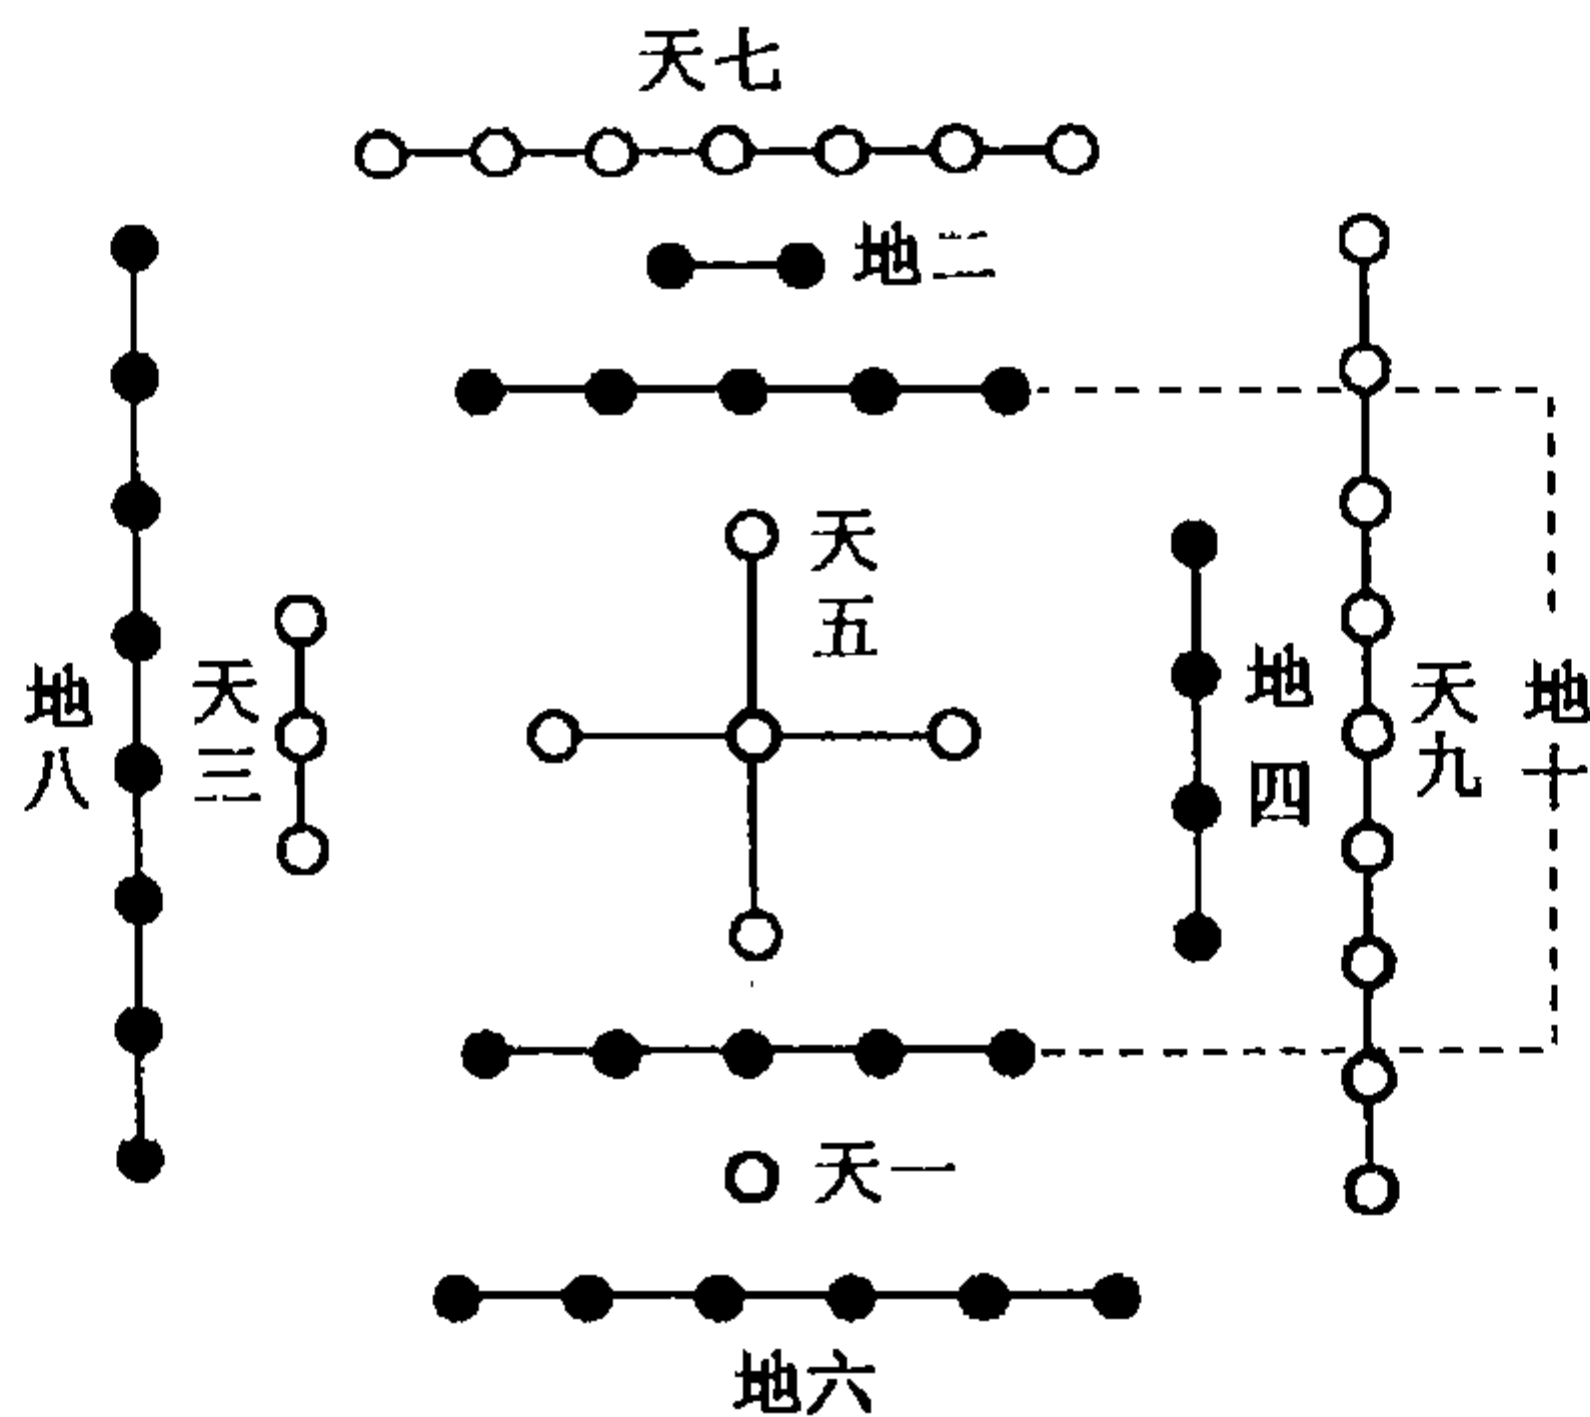 天七
地二
天五
地八
天三
地四
天九
地十
天一
地六